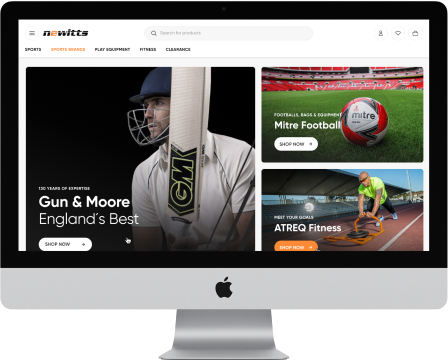 newitts
Search for products
SPORTS SPORTS BRANDS PLAY EQUIPMENT FITNESS CLEARANCE
130 YEARS OF EXPERTISE
Gun & Moore
England's Best
SHOP NOW
GM
FOOTBALLS, BAGS & EQUIPMENT
Mitre Football
SHOP NOW
mitre
MEET YOUR GOALS
ATREQ Fitness
SHOP NOW